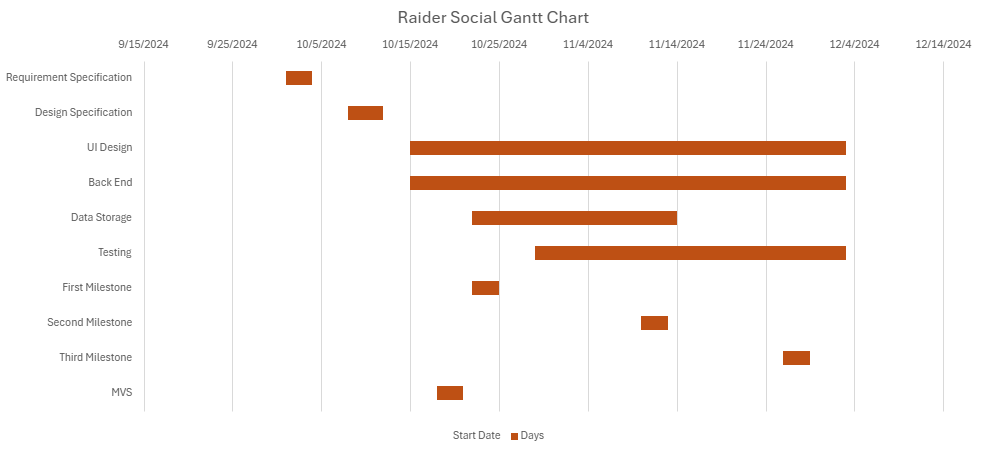 Raider Social Gantt Chart
9/15/2024 9/25/2024 10/5/2024 10/15/2024 10/25/2024 11/4/2024 11/14/2024 11/24/2024 12/4/2024 12/14/2024
Requirement Specification
Design Specification
UI Design
Back End
Data Storage
Testing
First Milestone
Second Milestone
Third Milestone
MVS
Start Date Days